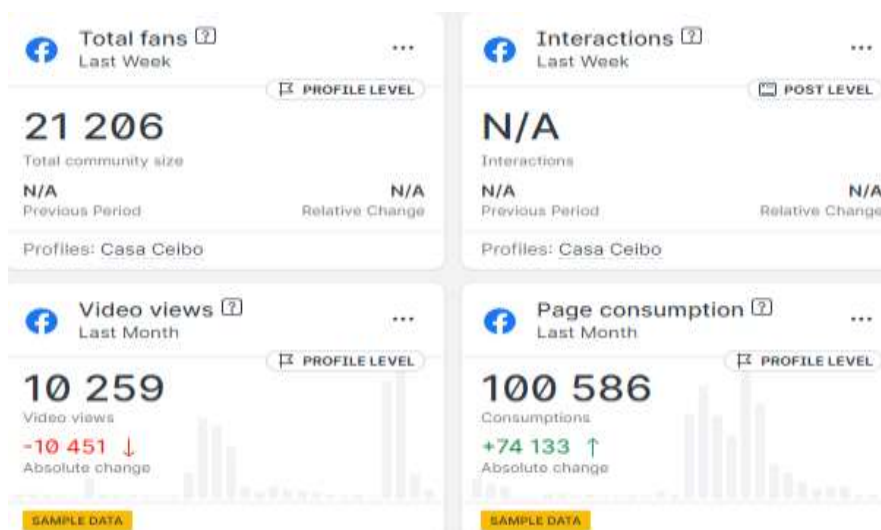 Total fans ?
Last Week
...
PROFILE LEVEL
21 206
Total community size
N/A N/A
Previous Period Relative Change
Profiles: Casa Ceibo
Interactions ?
Last Week
...
POST LEVEL
N/A
Interactions
N/A N/A
Previous Period Relative Change
Profiles: Casa Ceibo
Video views ?
Last Month
...
PROFILE LEVEL
10 259
Video views
-10 451 ↓
Absolute change
SAMPLE DATA
Page consumption ?
Last Month
...
PROFILE LEVEL
100 586
Consumptions
+74 133 ↑
Absolute change
SAMPLE DATA